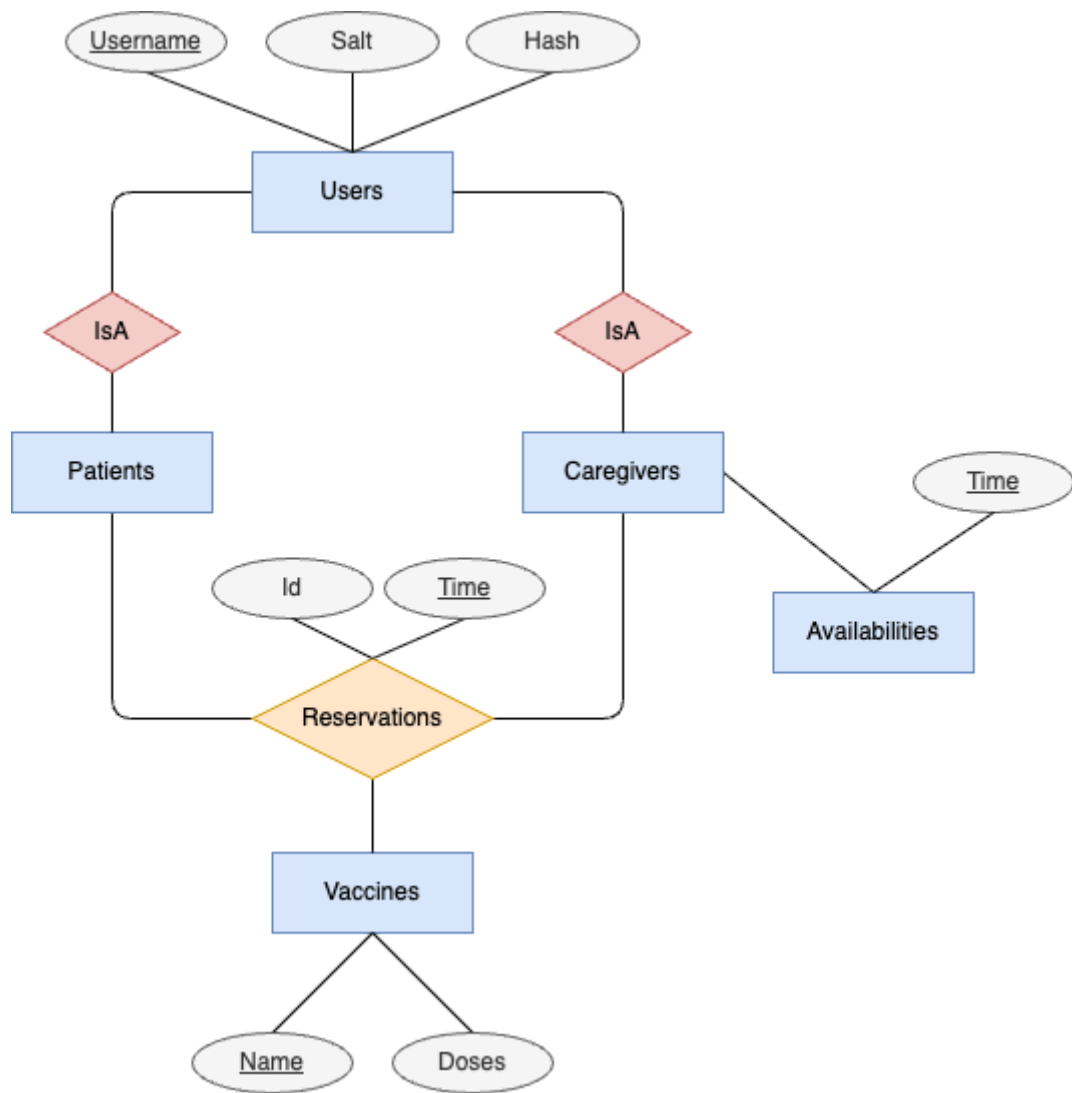 Username
Salt
Hash
Users
IsA
IsA
Patients
Caregivers
Time
Id
Time
Availabilities
Reservations
Vaccines
Name
Doses